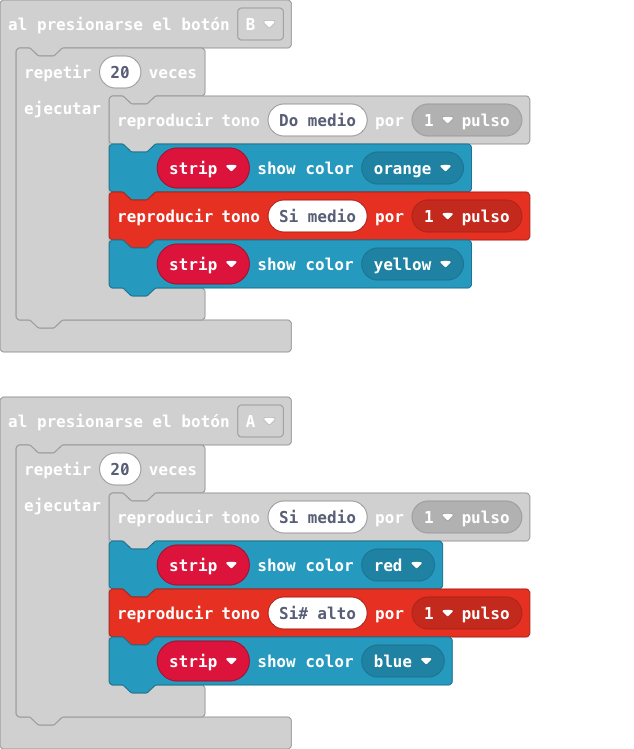 al presionarse el botón B
repetir 20 veces
ejecutar
reproducir tono Do medio por 1 pulso
strip show color orange
reproducir tono Si medio por 1 pulso
strip show color yellow
al presionarse el botón A
repetir 20 veces
ejecutar
reproducir tono Si medio por 1 pulso
strip show color red
reproducir tono Si# alto por 1 pulso
strip show color blue